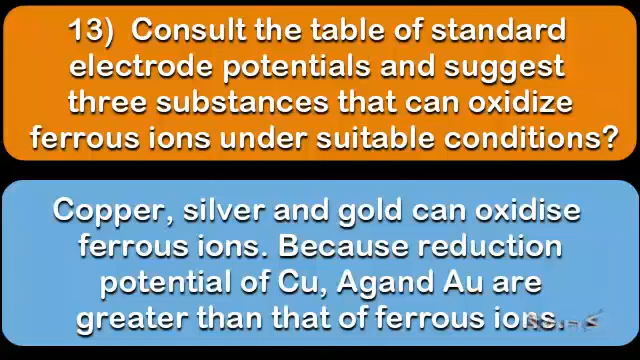 13) Consult the table of standard
electrode potentials and suggest
three substances that can oxidize
ferrous ions under suitable conditions?
Copper, silver and gold can oxidise
ferrous ions. Because reduction
potential of Cu, Agand Au are
greater than that of ferrous ions.